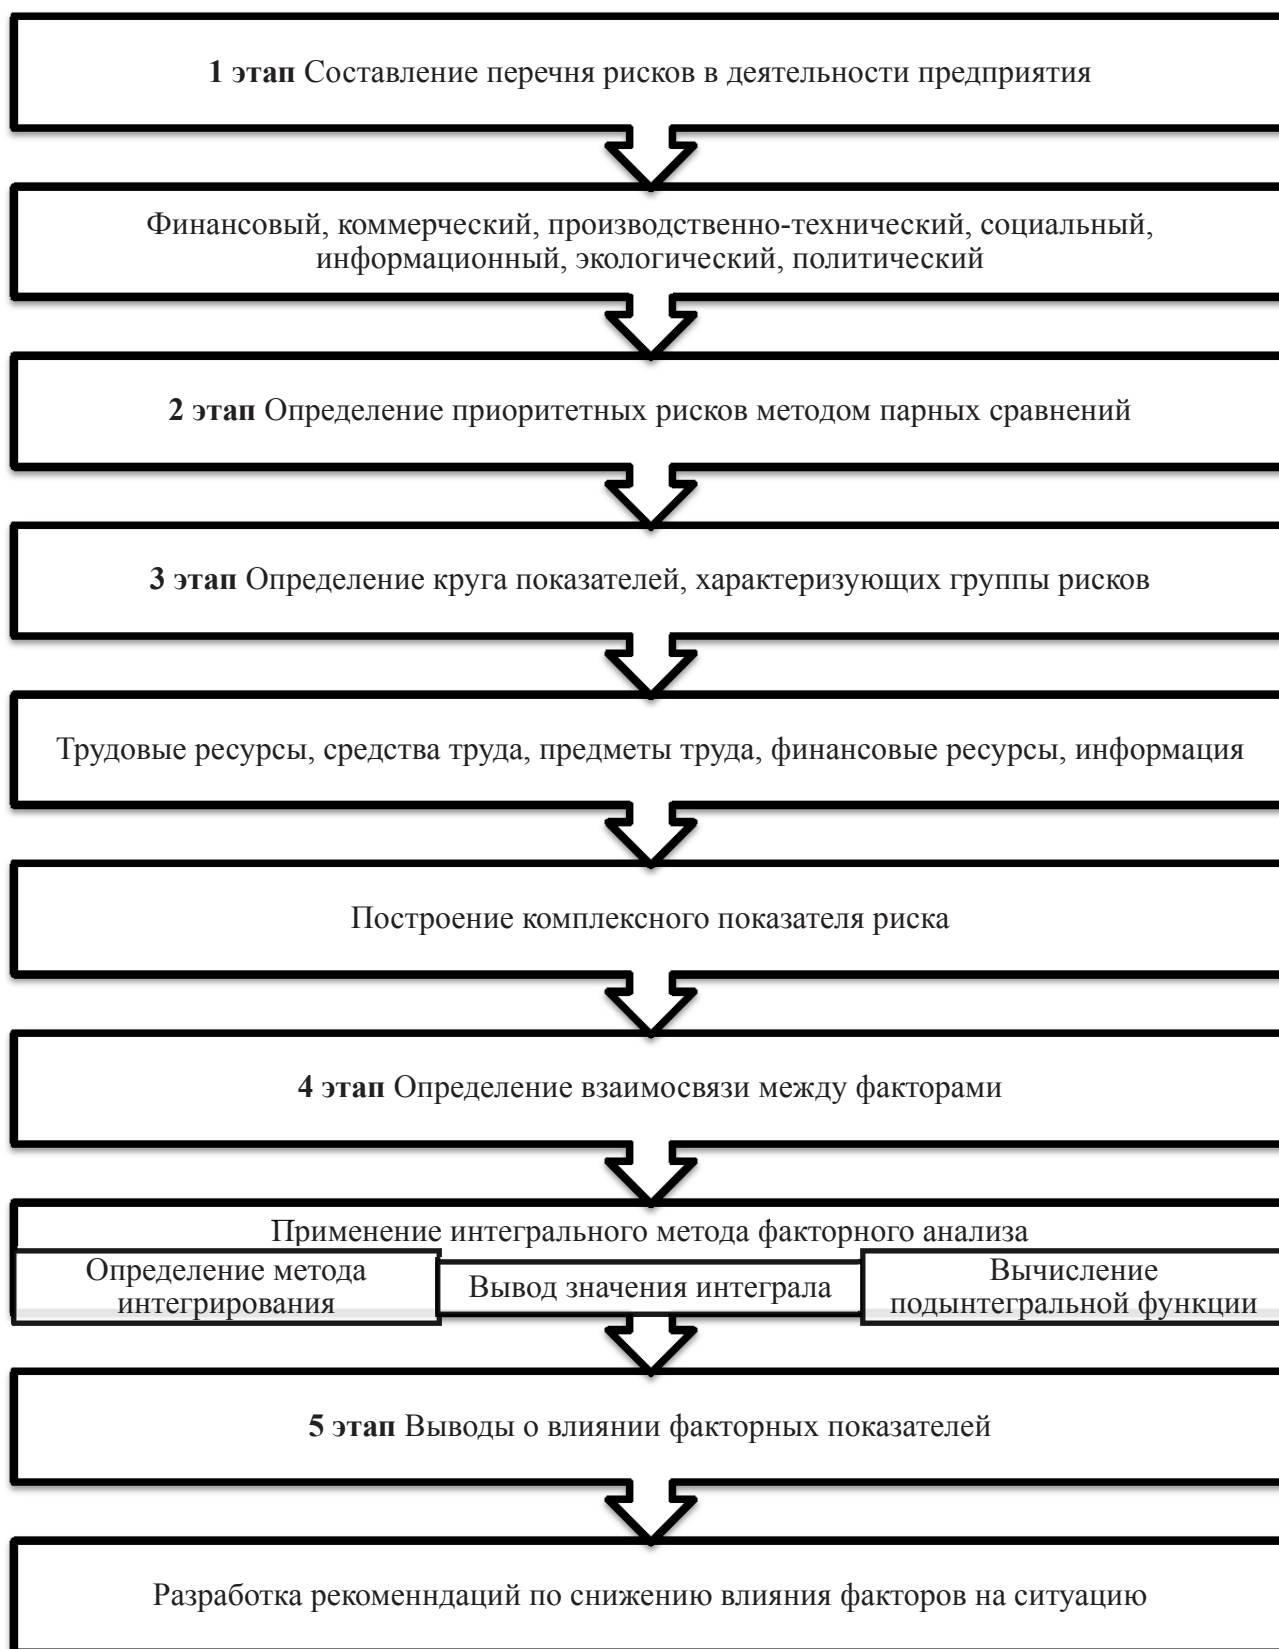 1 этап Составление перечня рисков в деятельности предприятия
Финансовый, коммерческий, производственно-технический, социальный,
информационный, экологический, политический
2 этап Определение приоритетных рисков методом парных сравнений
3 этап Определение круга показателей, характеризующих группы рисков
Трудовые ресурсы, средства труда, предметы труда, финансовые ресурсы, информация
Построение комплексного показателя риска
4 этап Определение взаимосвязи между факторами
Применение интегрального метода факторного анализа
Определение метода
интегрирования
Вывод значения интеграла
Вычисление
подынтегральной функции
5 этап Выводы о влиянии факторных показателей
Разработка рекоменндаций по снижению влияния факторов на ситуацию